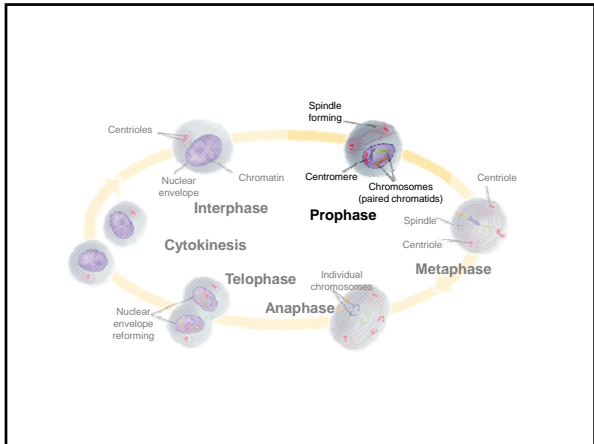 Spindle
forming
Centrioles
Nuclear
envelope
Chromatin
Interphase
Centromere
Chromosomes
(paired chromatids)
Prophase
Centriole
Spindle
Centriole
Metaphase
Cytokinesis
Telophase
Individual
chromosomes
Anaphase
Nuclear
envelope
reforming